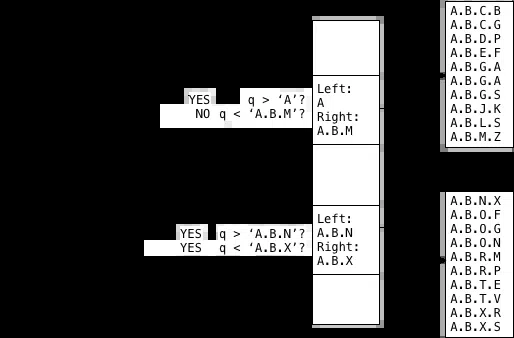 YES q > ‘A’?
NO q < ‘A.B.M’?
Left:
A
Right:
A.B.M
YES q > ‘A.B.N’?
YES q < ‘A.B.X’?
Left:
A.B.N
Right:
A.B.X
A.B.C.B
A.B.C.G
A.B.D.P
A.B.E.F
A.B.G.A
A.B.G.A
A.B.G.S
A.B.J.K
A.B.L.S
A.B.M.Z
A.B.N.X
A.B.O.F
A.B.O.G
A.B.O.N
A.B.R.M
A.B.R.P
A.B.T.E
A.B.T.V
A.B.X.R
A.B.X.S